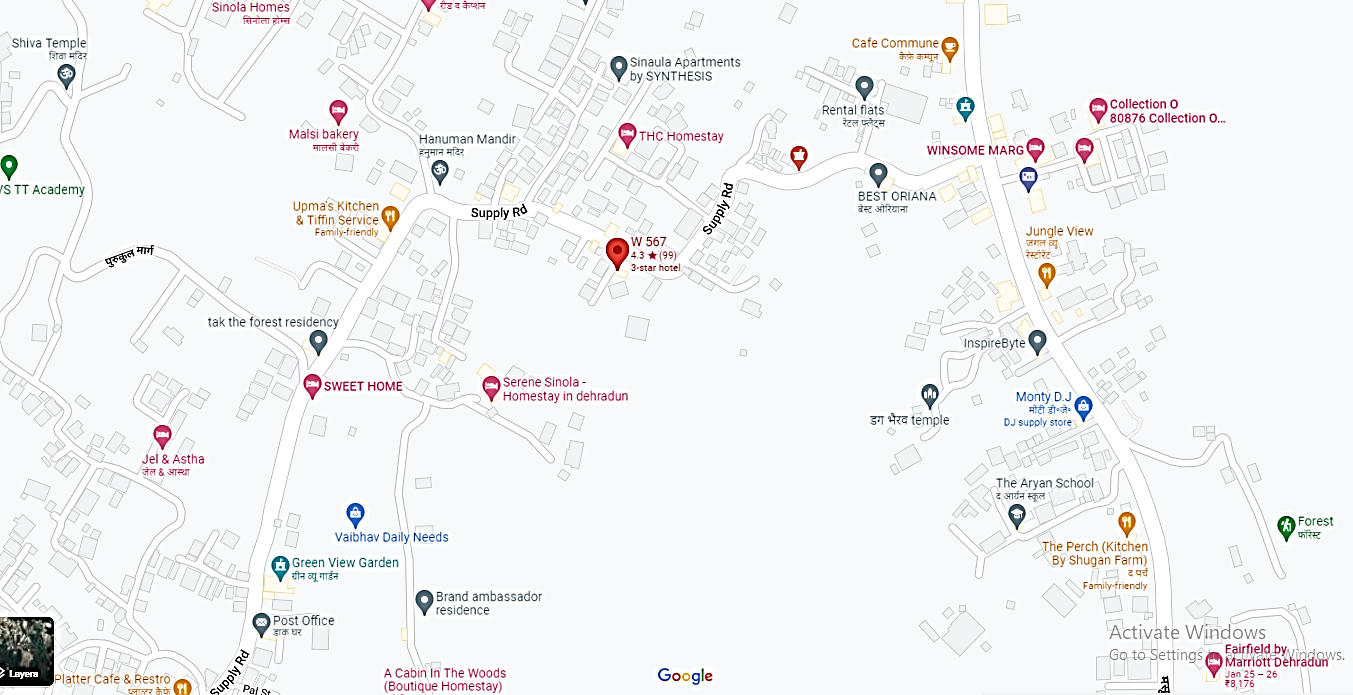 Sinola Homes
सिनोला होम्स
रीड द कैप्शन
Shiva Temple
शिवा मंदिर
Cafe Commune
कैफ़े कम्यून
Sinaula Apartments
by SYNTHESIS
Rental flats
रेंटल फ्लैट्स
Collection O
80876 Collection O...
Malsi bakery
मालसी बेकरी
Hanuman Mandir
हनुमान मंदिर
THC Homestay
WINSOME MARG
VS TT Academy
BEST ORIANA
बेस्ट ओरियाना
Upma's Kitchen
& Tiffin Service
Family-friendly
Supply Rd
Supply Rd
W 567
4.3 ★ (99)
3-star hotel
Jungle View
जंगल व्यू
रेस्टोरेंट
पुरुकुल मार्ग
tak the forest residency
InspireByte
SWEET HOME
Serene Sinola -
Homestay in dehradun
डग भैरव temple
Monty D.J
मोंटी डी॰जे॰
DJ supply store
Jel & Astha
जेल & आस्था
The Aryan School
द आर्यन स्कूल
Vaibhav Daily Needs
Forest
फॉरेस्ट
The Perch (Kitchen
By Shugan Farm)
द पर्च
Family-friendly
Green View Garden
ग्रीन व्यू गार्डन
Brand ambassador
residence
Post Office
डाक घर
Activate Windows
Go to Settings to activate Windows.
Fairfield by
Marriott Dehradun
Jan 25 – 26
₹8,176
Layers
Platter Cafe & Restro
प्लाटर कैफ़े
Supply Rd
Pal St
A Cabin In The Woods
(Boutique Homestay)
Google